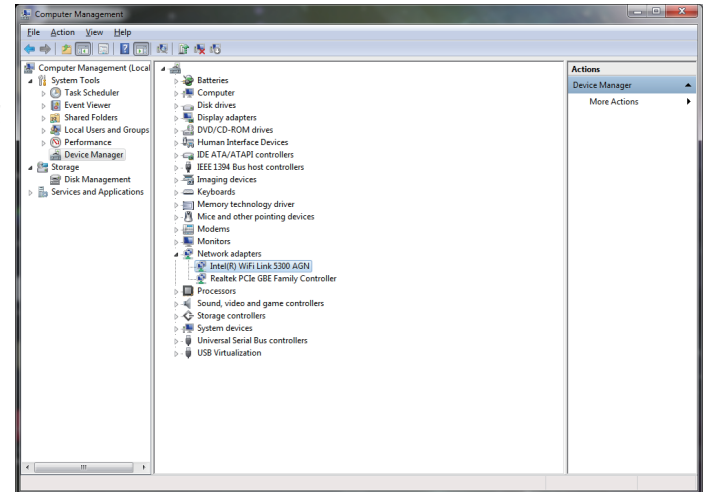 Computer Management
File Action View Help
Computer Management (Local
System Tools
Task Scheduler
Event Viewer
Shared Folders
Local Users and Groups
Performance
Device Manager
Storage
Disk Management
Services and Applications
Batteries
Computer
Disk drives
Display adapters
DVD/CD-ROM drives
Human Interface Devices
IDE ATA/ATAPI controllers
IEEE 1394 Bus host controllers
Imaging devices
Keyboards
Memory technology driver
Mice and other pointing devices
Modems
Monitors
Network adapters
Intel(R) WiFi Link 5300 AGN
Realtek PCIe GBE Family Controller
Processors
Sound, video and game controllers
Storage controllers
System devices
Universal Serial Bus controllers
USB Virtualization
Actions
Device Manager
More Actions